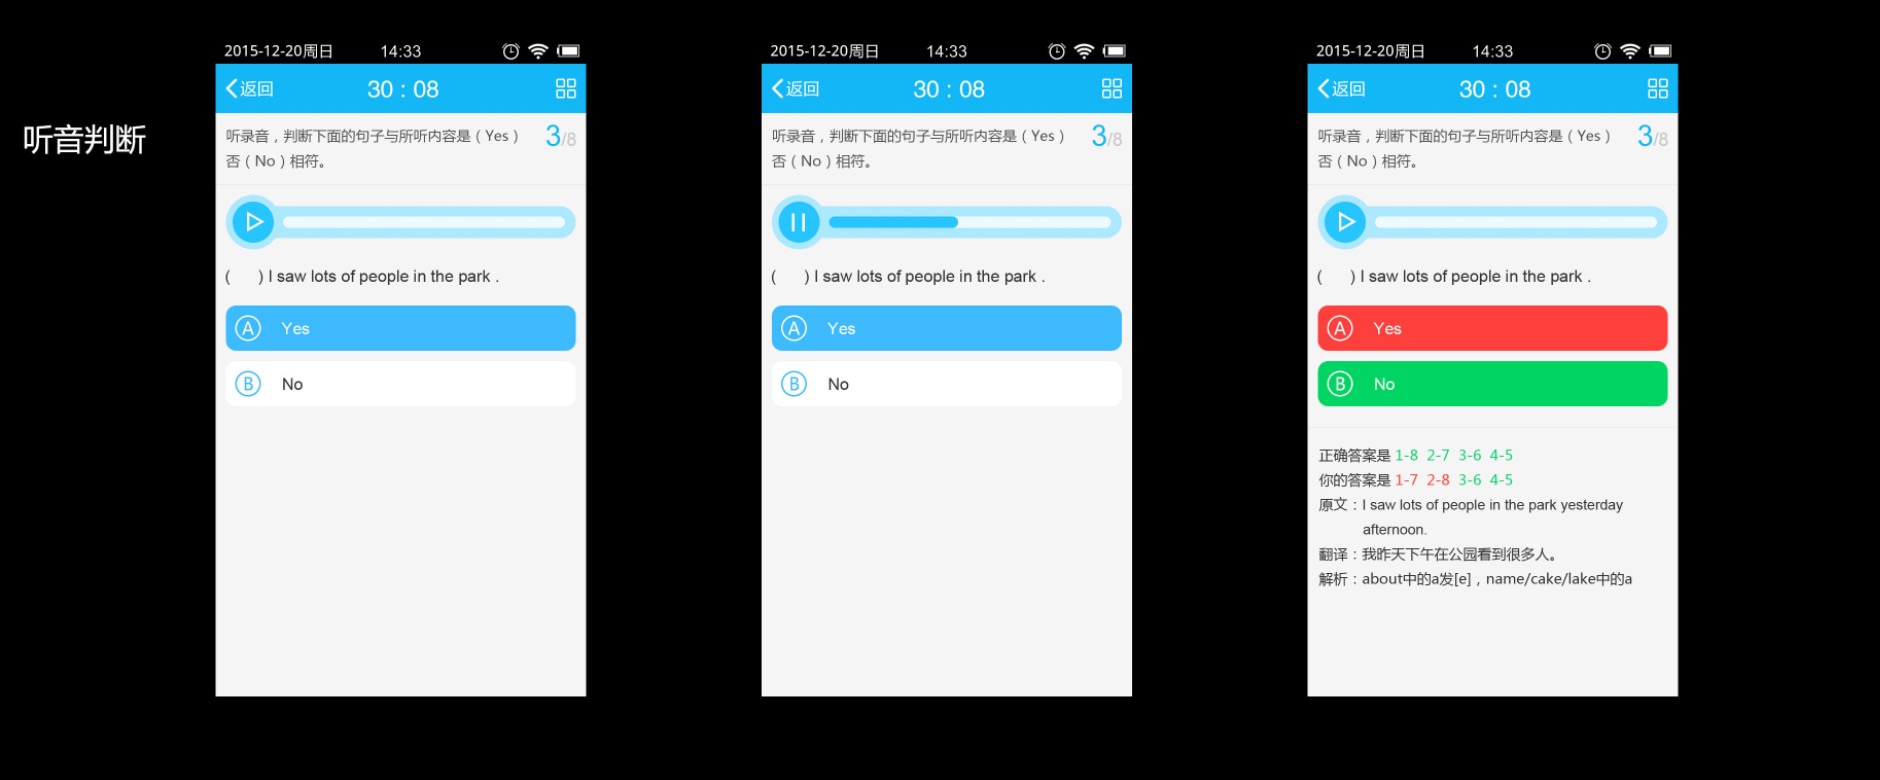 听音判断
2015-12-20周日 14:33
返回 30 : 08
听录音，判断下面的句子与所听内容是（Yes）
否（No）相符。
3/8
( ) I saw lots of people in the park .
A Yes
B No
2015-12-20周日 14:33
返回 30 : 08
听录音，判断下面的句子与所听内容是（Yes）
否（No）相符。
3/8
( ) I saw lots of people in the park .
A Yes
B No
2015-12-20周日 14:33
返回 30 : 08
听录音，判断下面的句子与所听内容是（Yes）
否（No）相符。
3/8
( ) I saw lots of people in the park .
A Yes
B No
正确答案是 1-8 2-7 3-6 4-5
你的答案是 1-7 2-8 3-6 4-5
原文：I saw lots of people in the park yesterday
afternoon.
翻译：我昨天下午在公园看到很多人。
解析：about中的a发[e]，name/cake/lake中的a